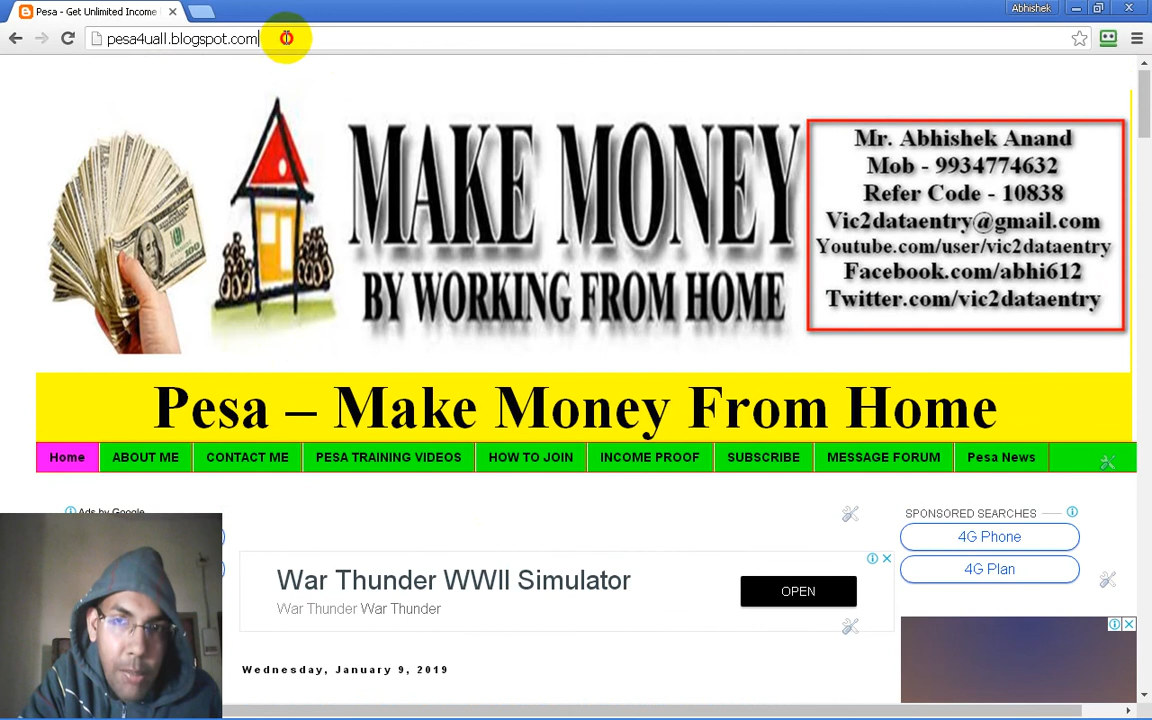 Pesa - Get Unlimited Income
Abhishek
pesa4uall.blogspot.com
MAKE MONEY
BY WORKING FROM HOME
Mr. Abhishek Anand
Mob - 9934774632
Refer Code - 10838
Vic2dataentry@gmail.com
Youtube.com/user/vic2dataentry
Facebook.com/abhi612
Twitter.com/vic2dataentry
Pesa – Make Money From Home
Home ABOUT ME CONTACT ME PESA TRAINING VIDEOS HOW TO JOIN INCOME PROOF SUBSCRIBE MESSAGE FORUM Pesa News
Ads by Google
SPONSORED SEARCHES
4G Phone
4G Plan
War Thunder WWII Simulator
War Thunder War Thunder
OPEN
Wednesday, January 9, 2019